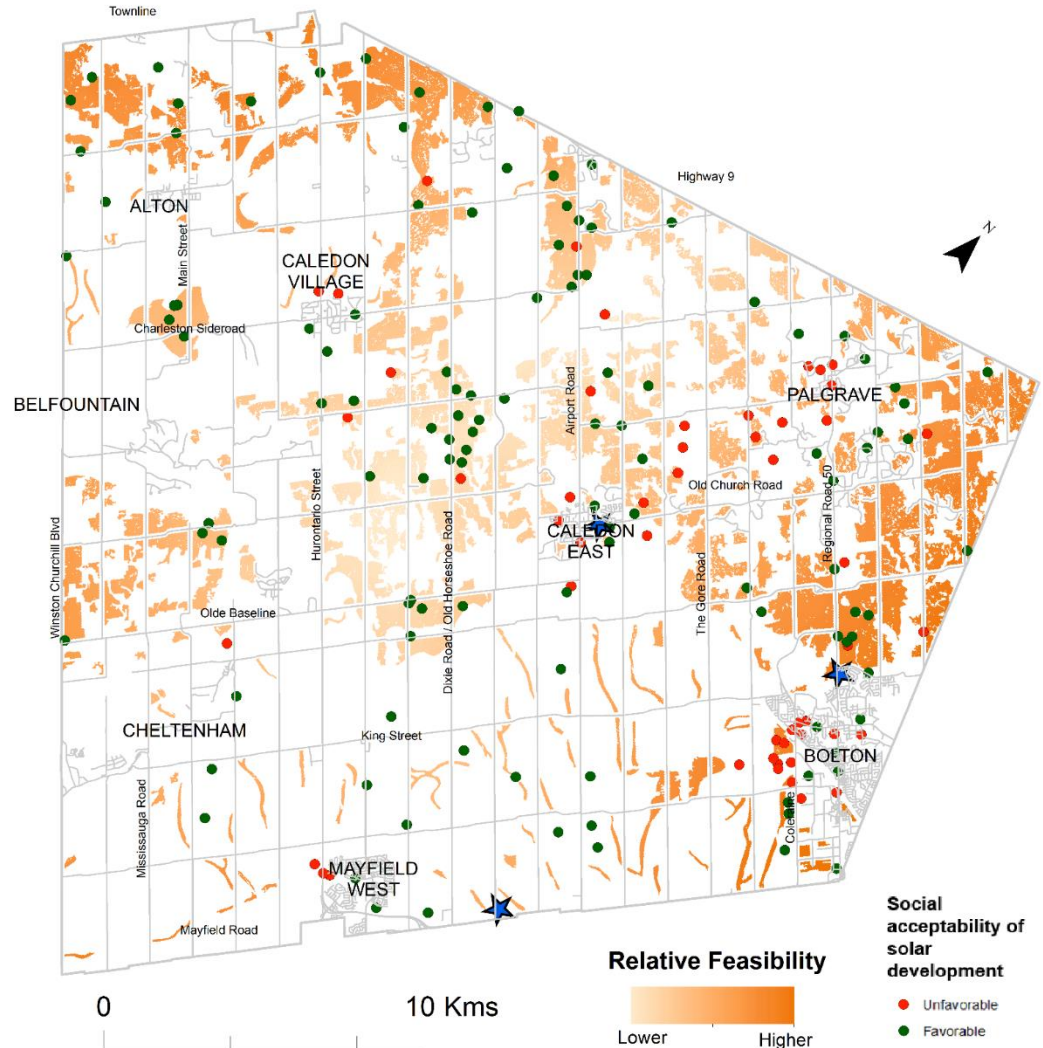 Townline
Highway 9
N
ALTON
Main Street
CALEDON
VILLAGE
Charleston Sideroad
BELFOUNTAIN
PALGRAVE
Airport Road
Hurontario Street
Old Church Road
Regional Road 50
CALEDON
EAST
Winston Churchill Blvd
Dixie Road / Old Horseshoe Road
The Gore Road
Olde Baseline
CHELTENHAM
King Street
BOLTON
Mississauga Road
Coleraine
MAYFIELD
WEST
Mayfield Road
Social
acceptability of
solar
development
Relative Feasibility
0
10 Kms
Unfavorable
Favorable
Lower
Higher